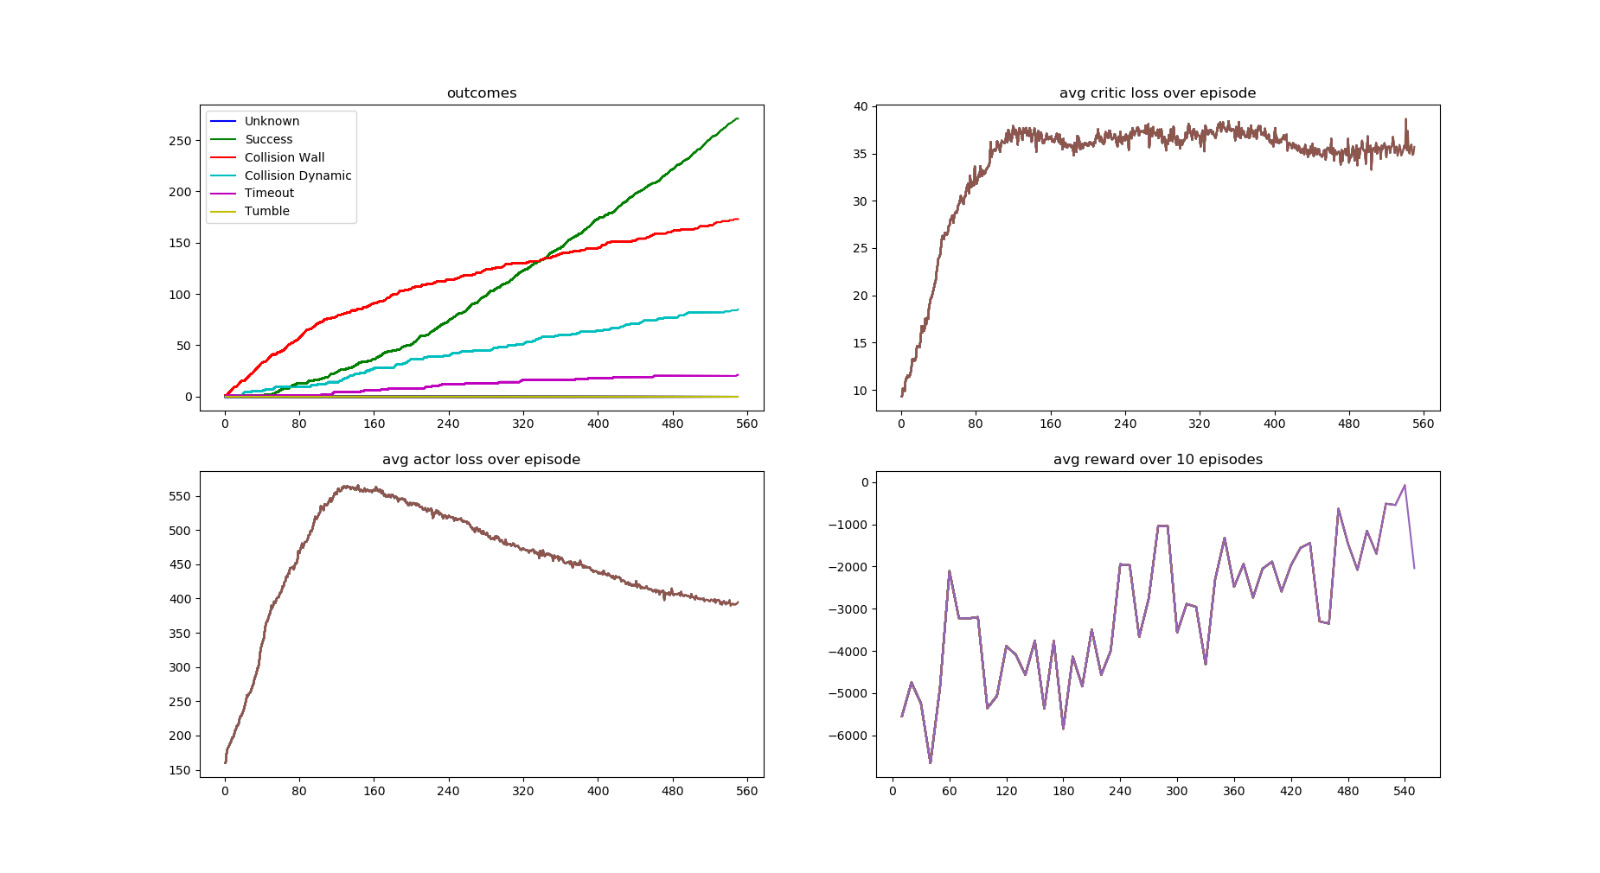 outcomes
250
200
150
100
50
0
Unknown
Success
Collision Wall
Collision Dynamic
Timeout
Tumble
0 80 160 240 320 400 480 560
avg critic loss over episode
40
35
30
25
20
15
10
0 80 160 240 320 400 480 560
avg actor loss over episode
550
500
450
400
350
300
250
200
150
0 80 160 240 320 400 480 560
avg reward over 10 episodes
0
−1000
−2000
−3000
−4000
−5000
−6000
0 60 120 180 240 300 360 420 480 540